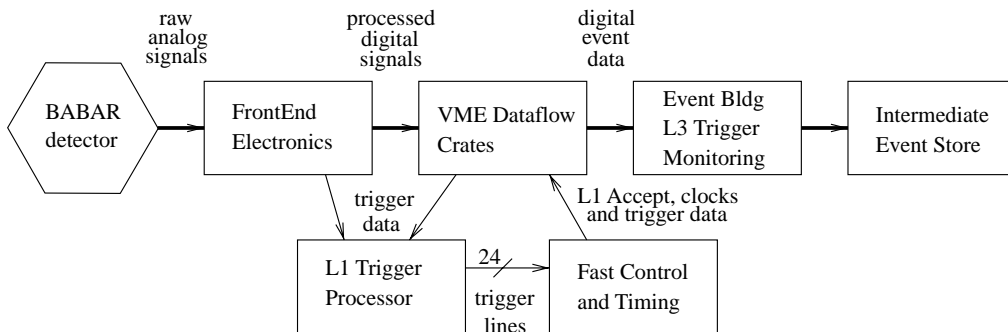 raw
analog
signals
processed
digital
signals
digital
event
data
BABAR
detector
FrontEnd
Electronics
VME Dataflow
Crates
Event Bldg
L3 Trigger
Monitoring
Intermediate
Event Store
trigger
data
L1 Accept, clocks
and trigger data
L1 Trigger
Processor
24
trigger
lines
Fast Control
and Timing